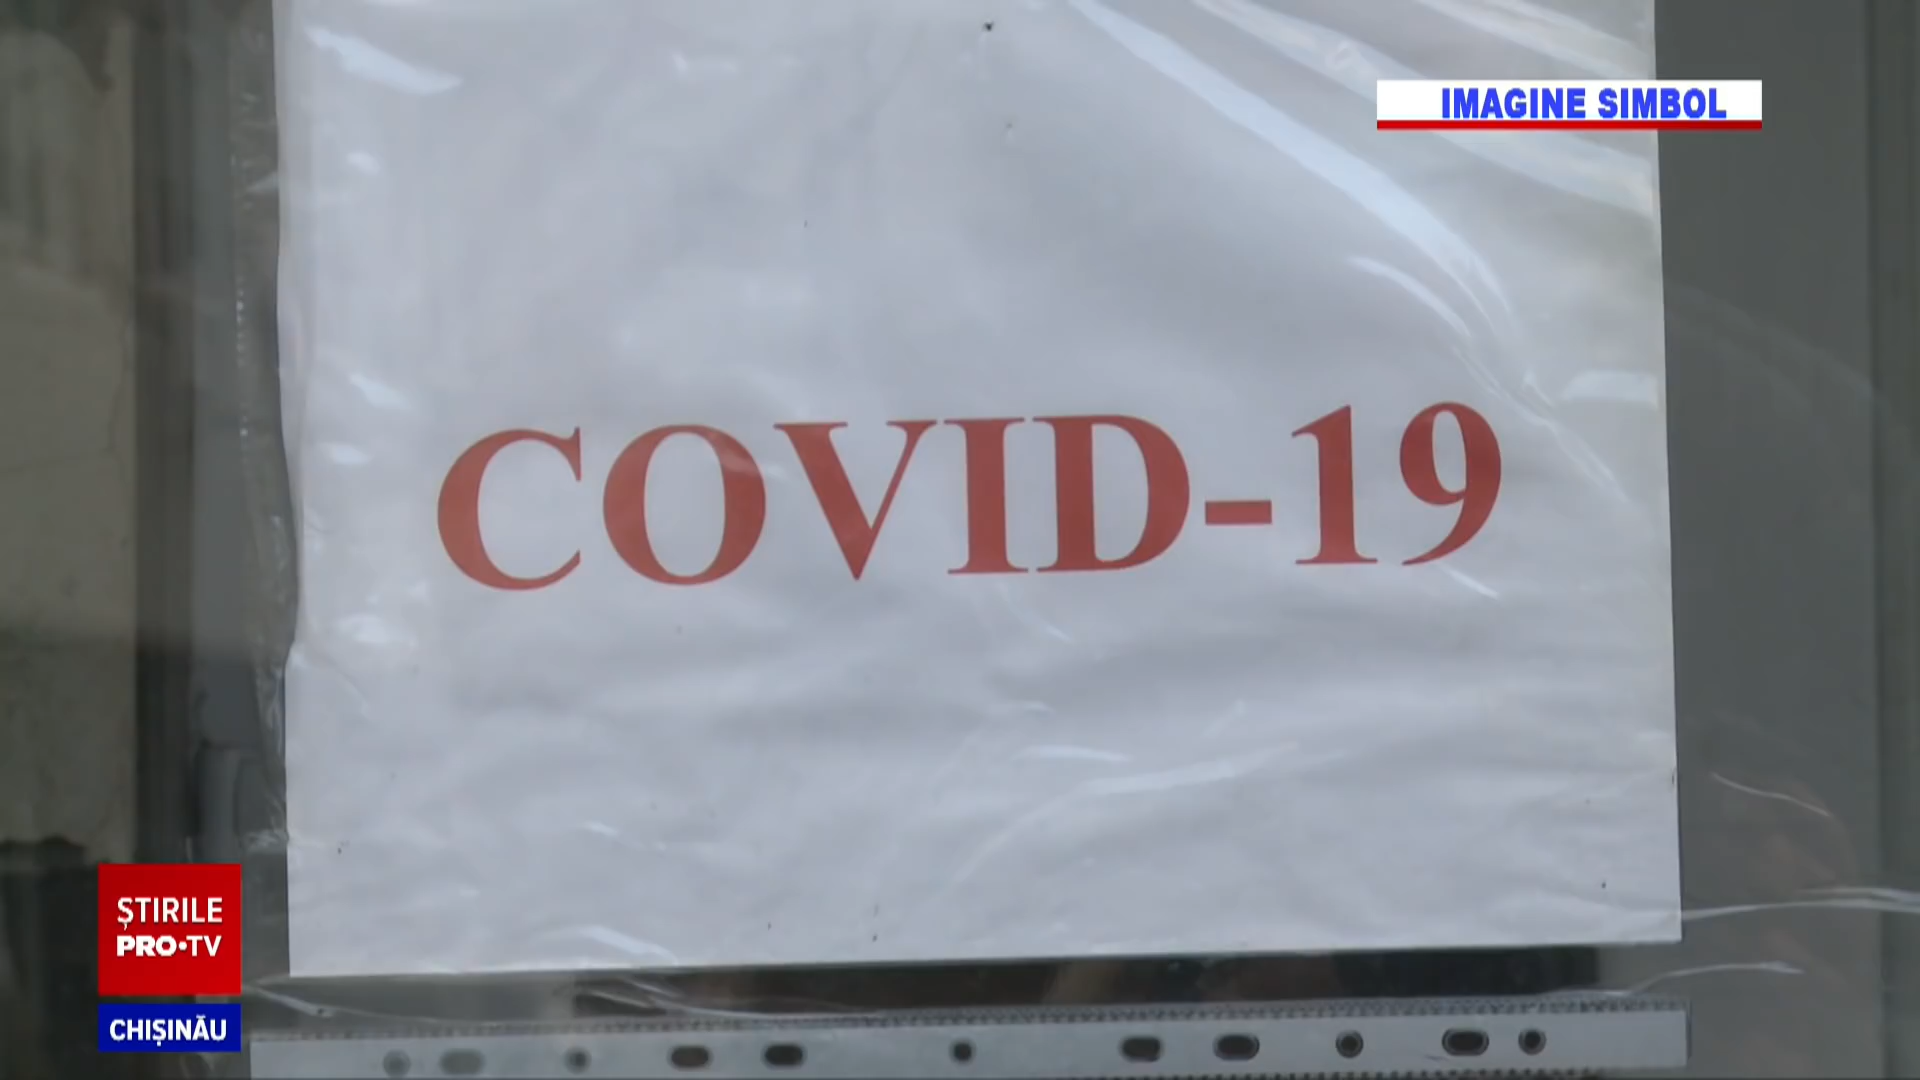 IMAGINE SIMBOL
COVID-19
ȘTIRILE
PRO•TV
CHIȘINĂU